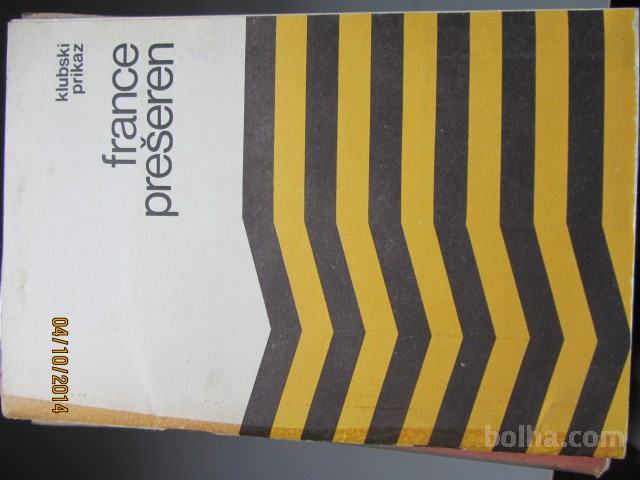 klubski
prikaz
france
prešeren
04/10/2014
bolha.com